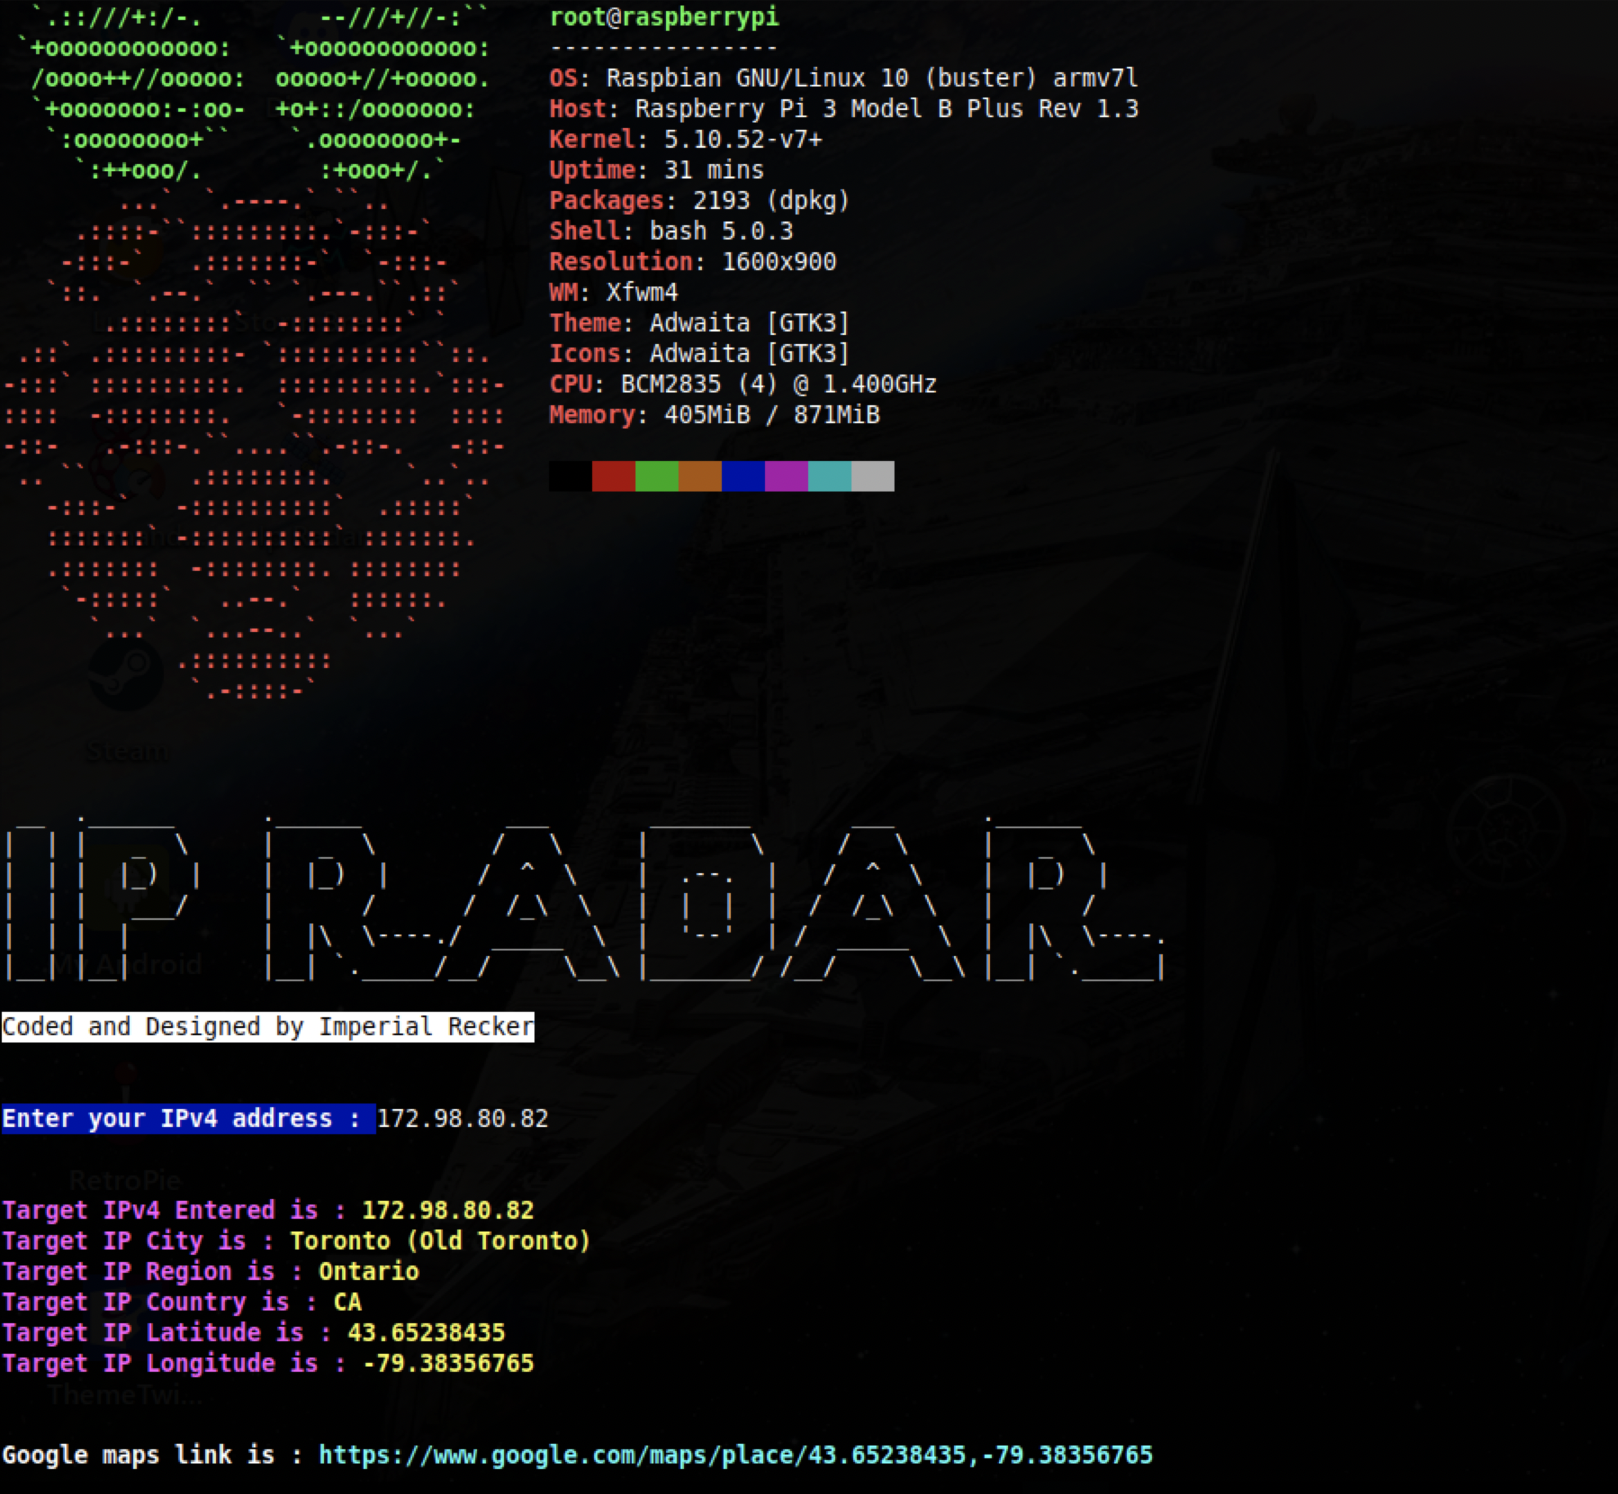 root@raspberrypi
----------------
OS: Raspbian GNU/Linux 10 (buster) armv7l
Host: Raspberry Pi 3 Model B Plus Rev 1.3
Kernel: 5.10.52-v7+
Uptime: 31 mins
Packages: 2193 (dpkg)
Shell: bash 5.0.3
Resolution: 1600x900
WM: Xfwm4
Theme: Adwaita [GTK3]
Icons: Adwaita [GTK3]
CPU: BCM2835 (4) @ 1.400GHz
Memory: 405MiB / 871MiB
Steam
IP RADAR
My Android
Coded and Designed by Imperial Recker
Enter your IPv4 address : 172.98.80.82
RetroPie
Target IPv4 Entered is : 172.98.80.82
Target IP City is : Toronto (Old Toronto)
Target IP Region is : Ontario
Target IP Country is : CA
Target IP Latitude is : 43.65238435
Target IP Longitude is : -79.38356765
ThemeTwi...
Google maps link is : https://www.google.com/maps/place/43.65238435,-79.38356765